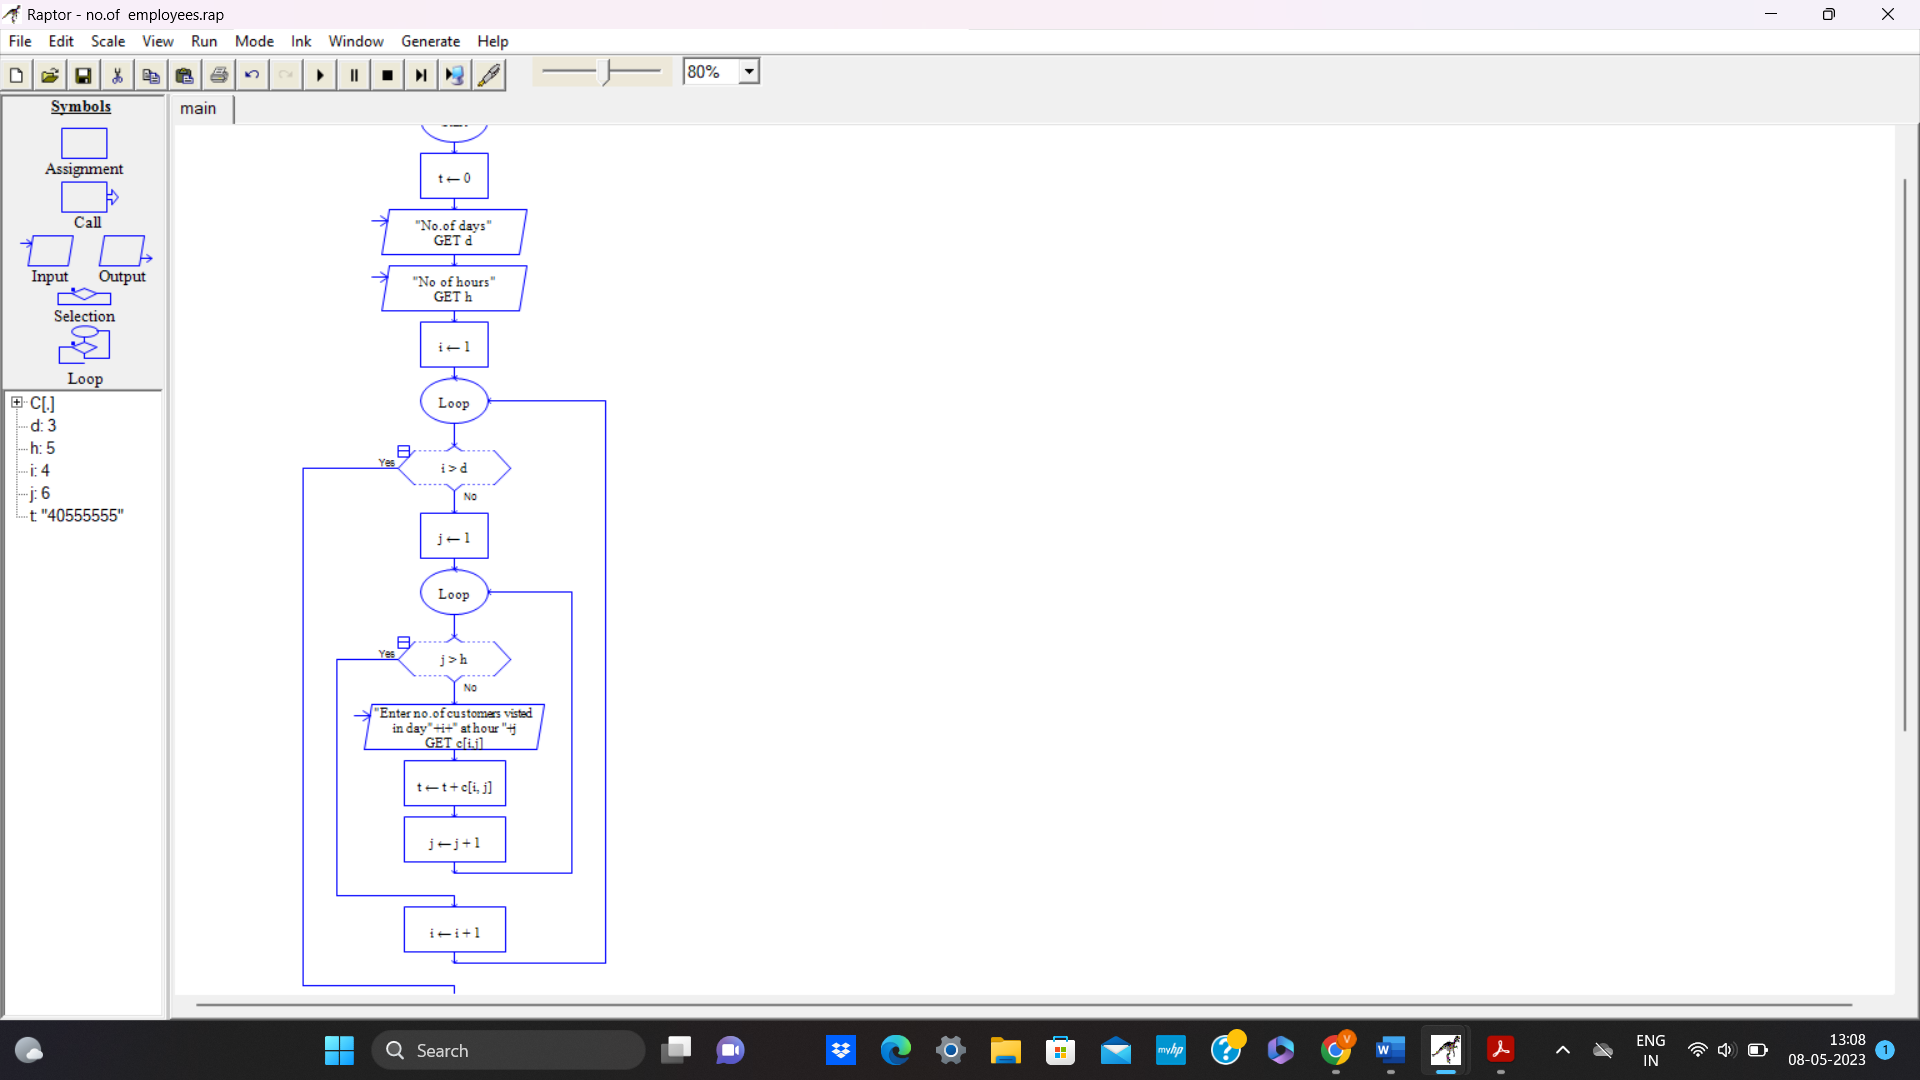 Raptor - no.of  employees.rap
File Edit Scale View Run Mode Ink Window Generate Help
80%
Symbols
Assignment
Call
Input Output
Selection
Loop
C[,]
d: 3
h: 5
i: 4
j: 6
t: "40555555"
main
t ← 0
"No.of days"
GET d
"No of hours"
GET h
i ← 1
Loop
Yes
i > d
No
j ← 1
Loop
Yes
j > h
No
"Enter no.of customers visted
in day"+i+" at hour "+j
GET c[i,j]
t ← t + c[i, j]
j ← j + 1
i ← i + 1
Search
myhp
V
W
ENG
IN
13:08
08-05-2023
1